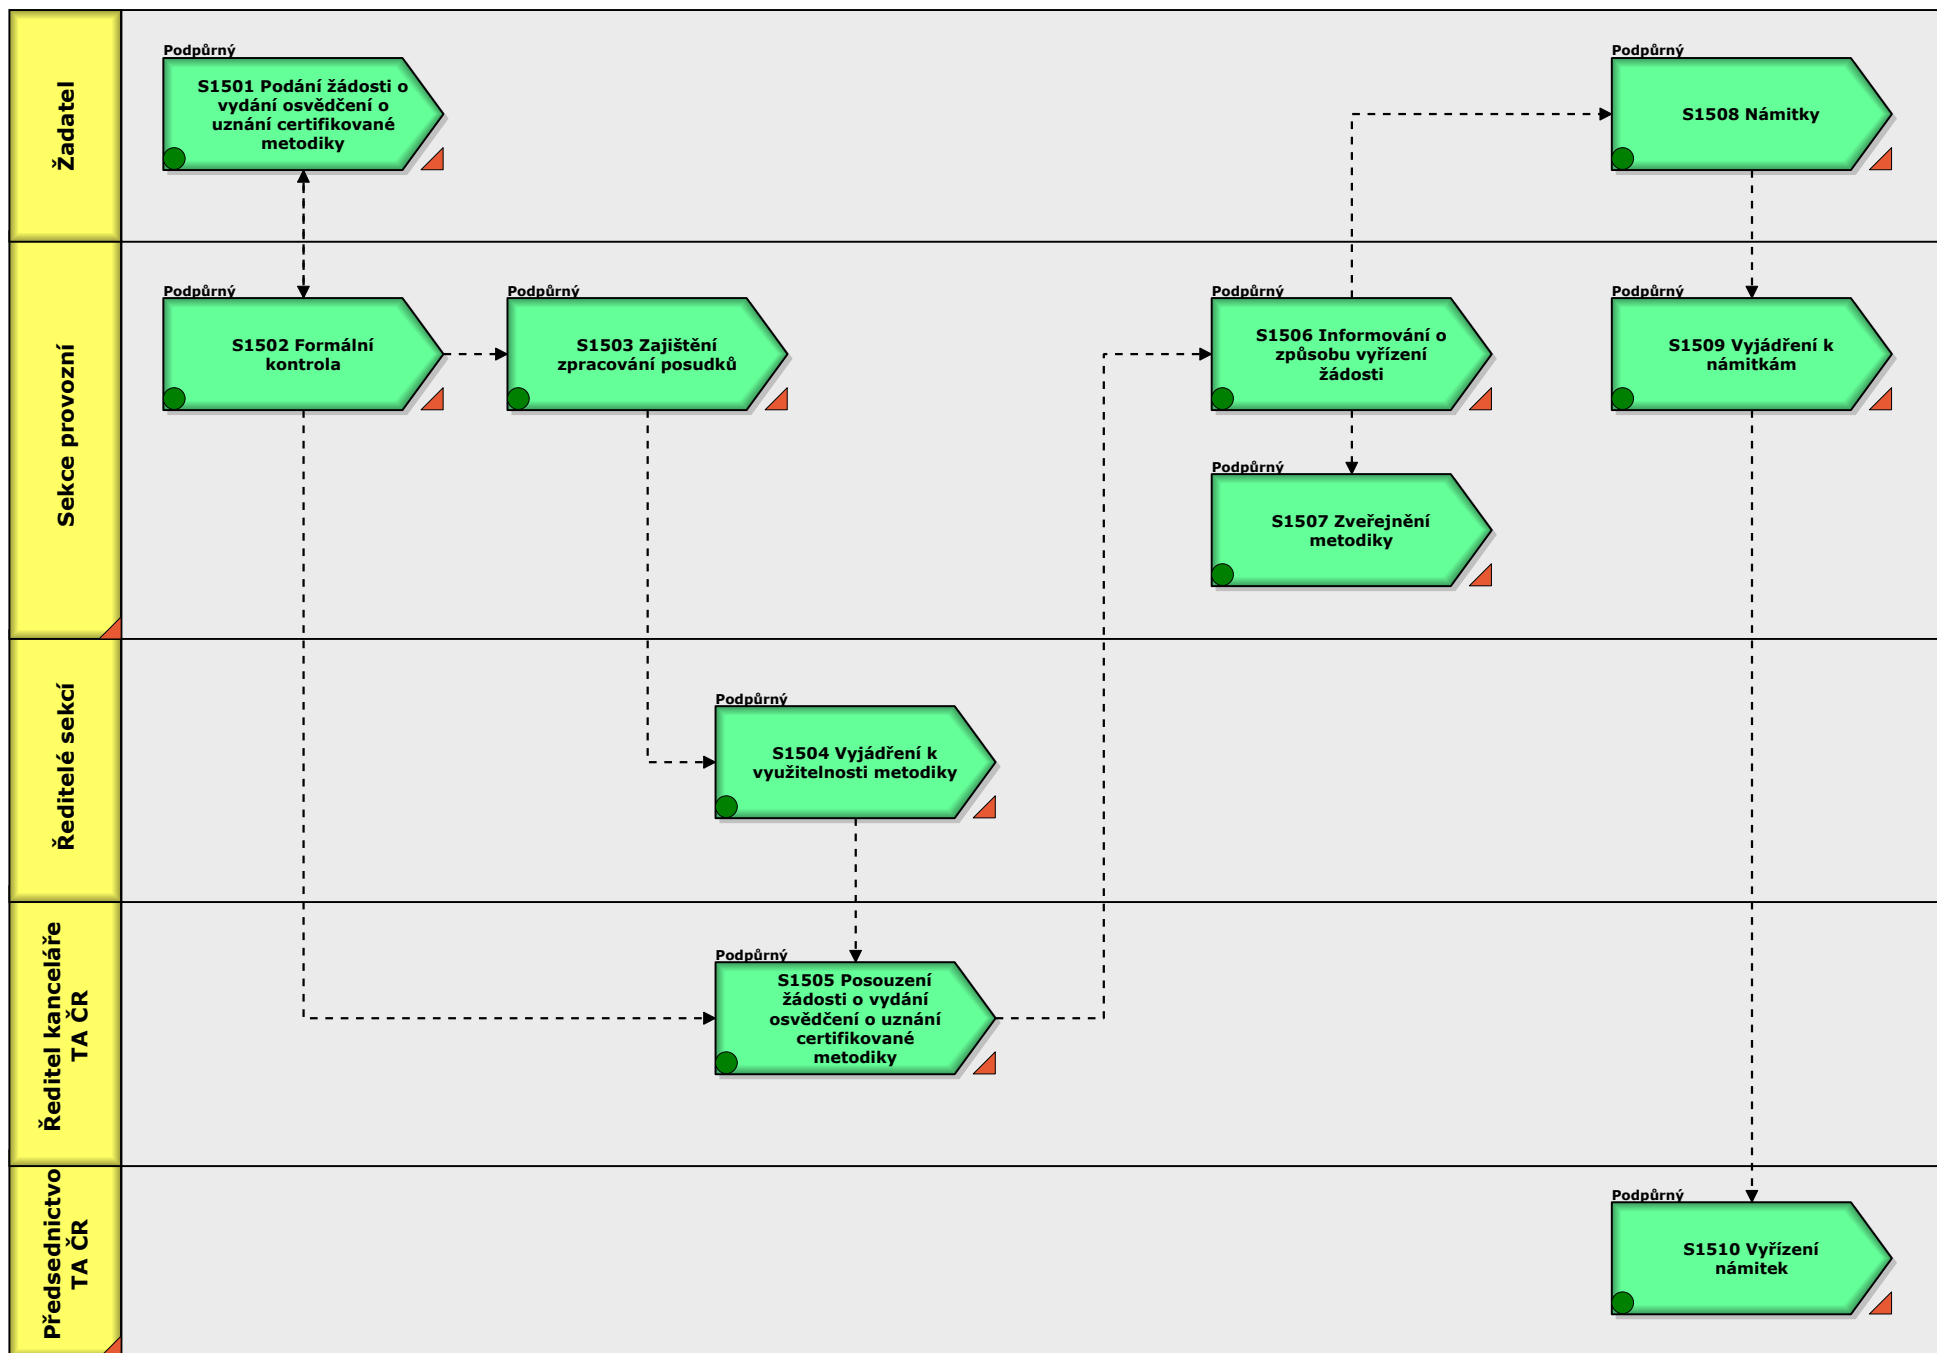 Žadatel
Podpůrný
S1501 Podání žádosti o
vydání osvědčení o
uznání certifikované
metodiky
Podpůrný
S1508 Námitky
Sekce provozní
Podpůrný
S1502 Formální
kontrola
Podpůrný
S1503 Zajištění
zpracování posudků
Podpůrný
S1506 Informování o
způsobu vyřízení
žádosti
Podpůrný
S1509 Vyjádření k
námitkám
Podpůrný
S1507 Zveřejnění
metodiky
Ředitelé sekcí
Podpůrný
S1504 Vyjádření k
využitelnosti metodiky
Ředitel kanceláře
TA ČR
Podpůrný
S1505 Posouzení
žádosti o vydání
osvědčení o uznání
certifikované
metodiky
Předsednictvo
TA ČR
Podpůrný
S1510 Vyřízení
námitek